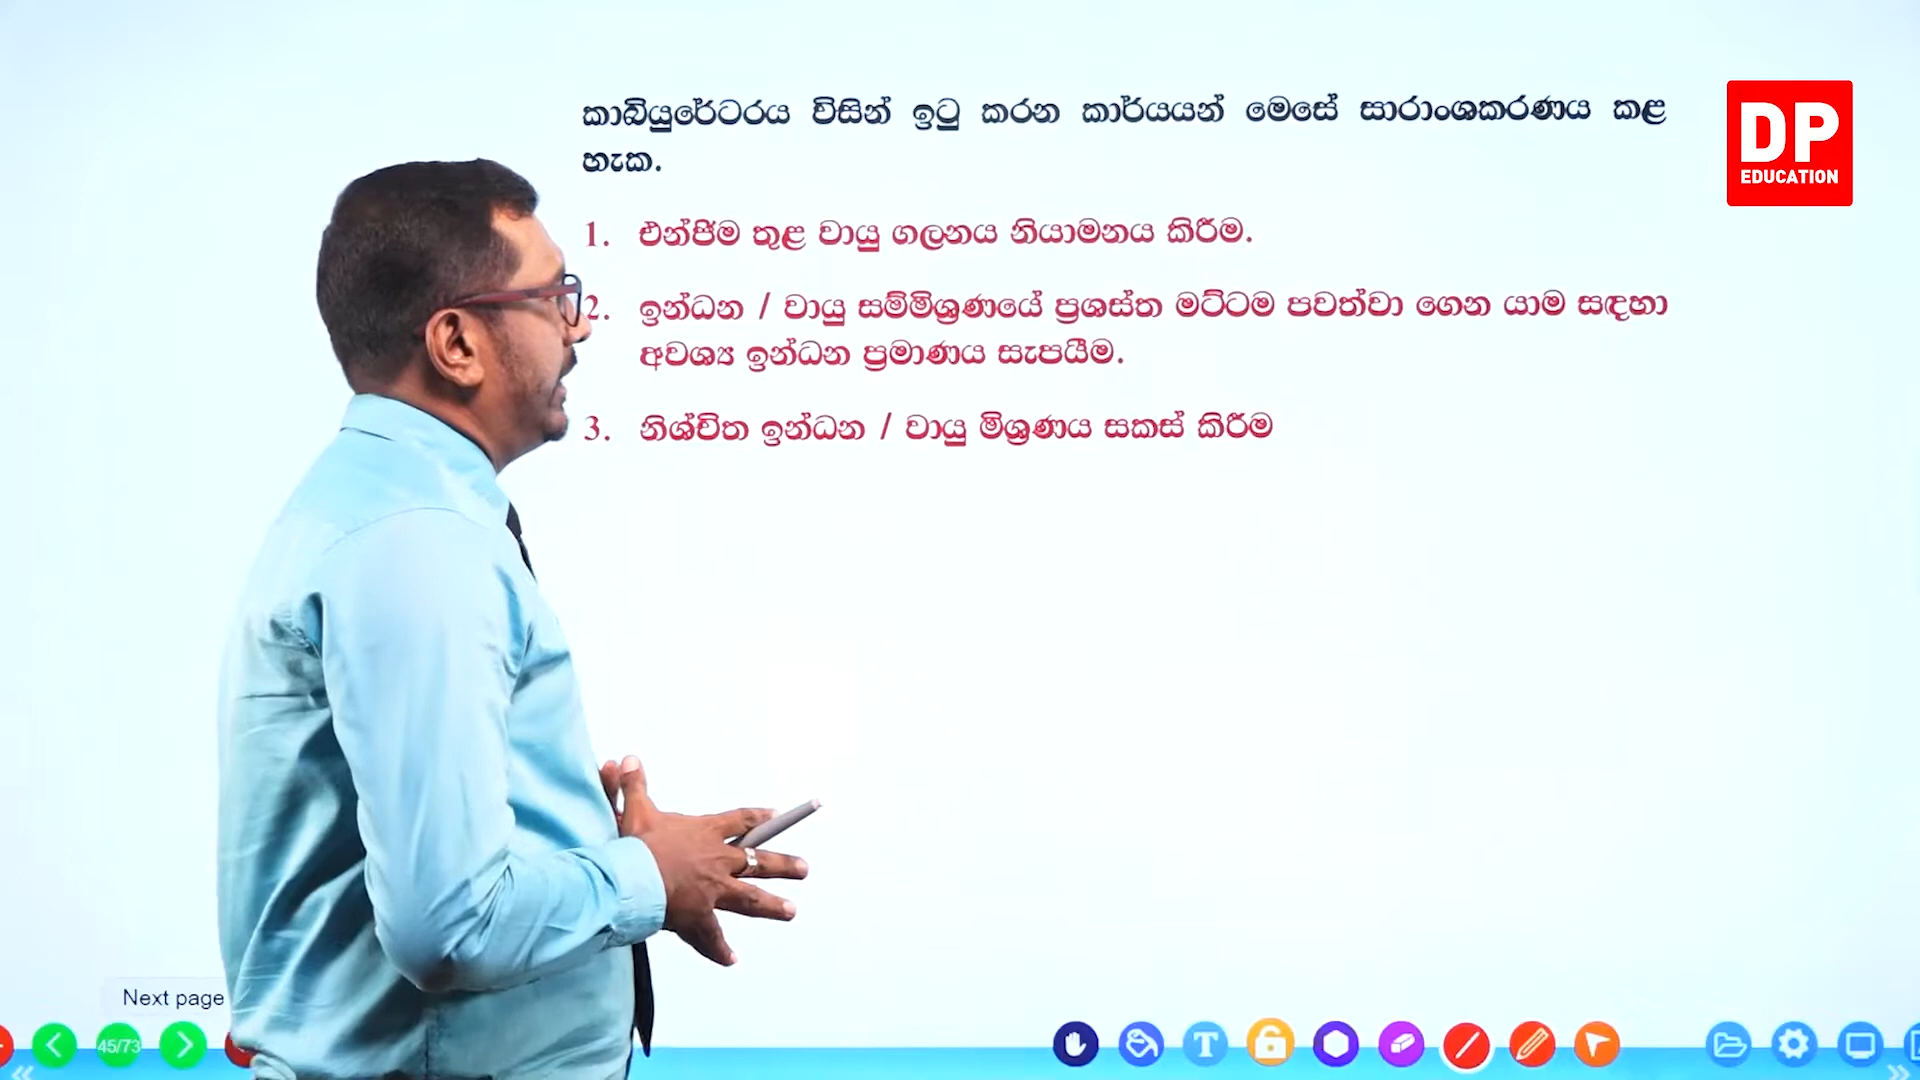 කාබියුරේටරය විසින් ඉටු කරන කාර්යයන් මෙසේ සාරාංශකරණය කළ
හැක.
DP
EDUCATION
1. එන්ජිම තුළ වායු ගලනය නියාමනය කිරීම.
2. ඉන්ධන / වායු සම්මිශ්‍රණයේ ප්‍රශස්ත මට්ටම පවත්වා ගෙන යාම සඳහා
අවශ්‍ය ඉන්ධන ප්‍රමාණය සැපයීම.
3. නිශ්චිත ඉන්ධන / වායු මිශ්‍රණය සකස් කිරීම
Next page
45/73
T